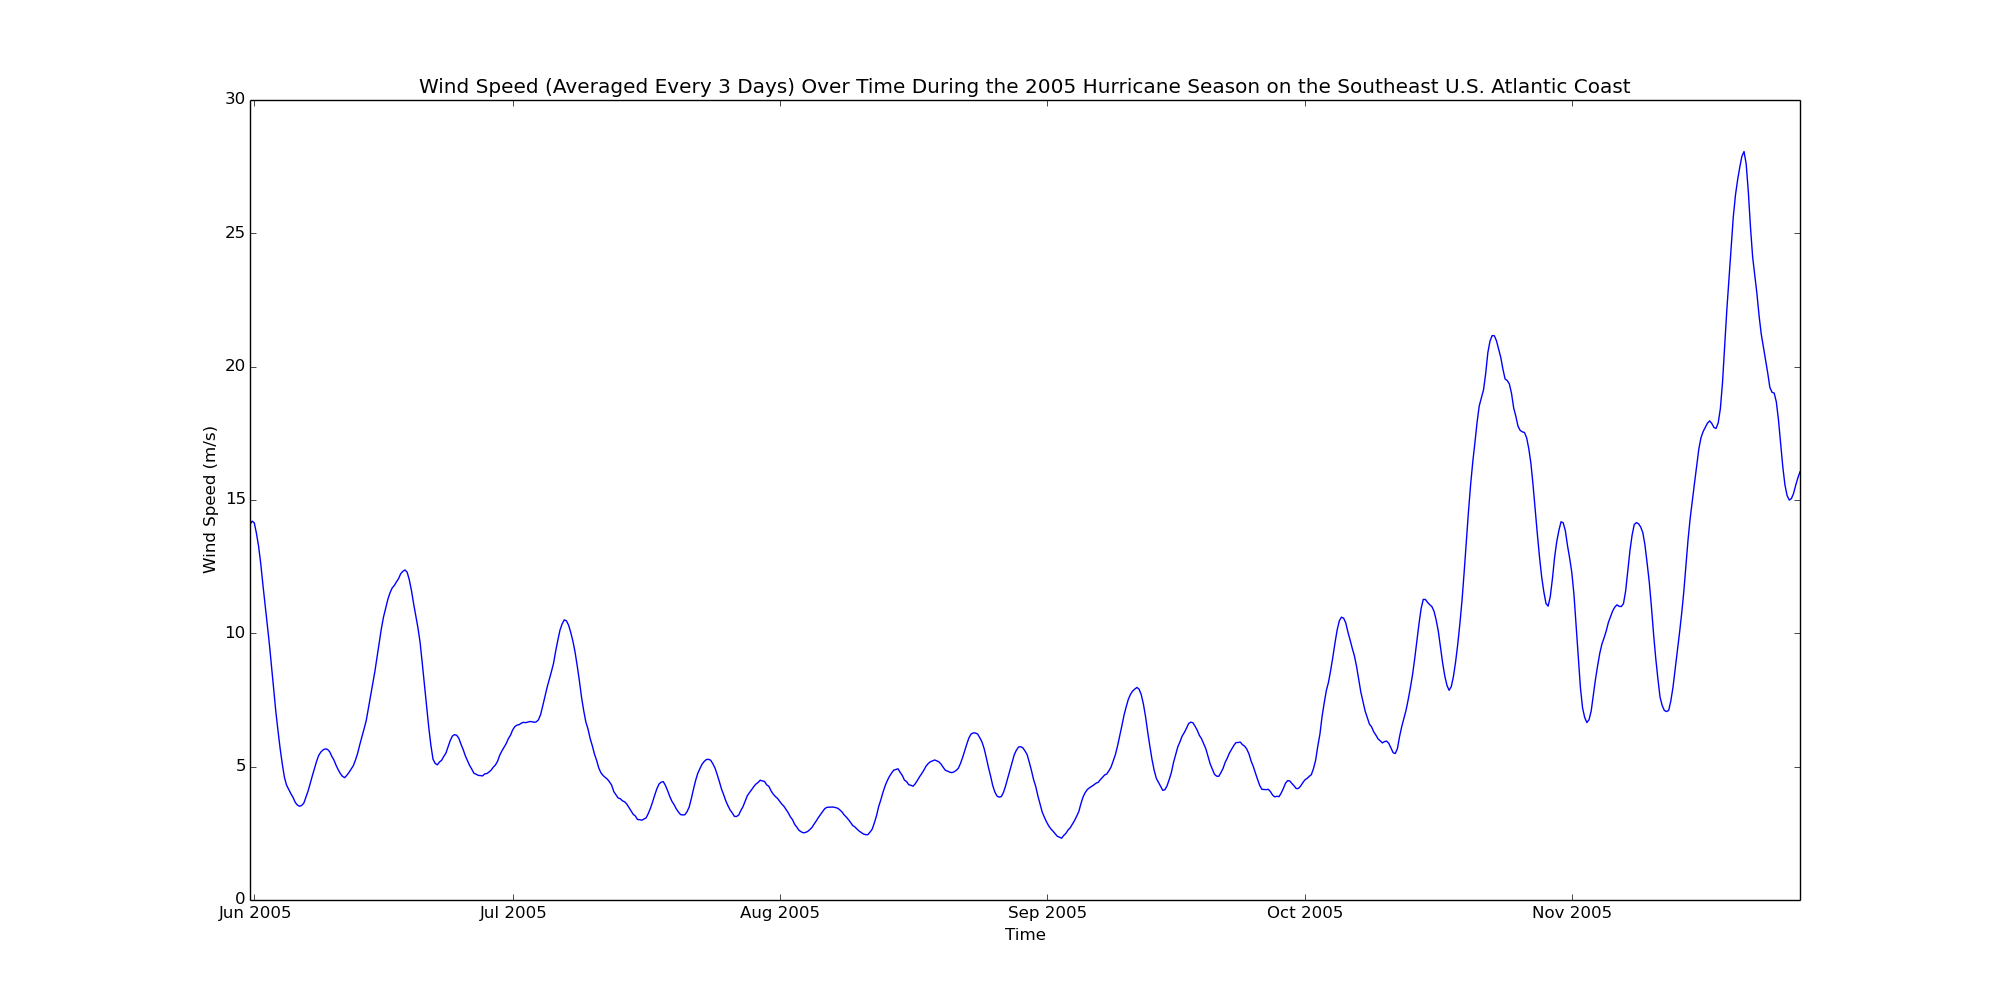 Wind Speed (Averaged Every 3 Days) Over Time During the 2005 Hurricane Season on the Southeast U.S. Atlantic Coast
30
25
20
15
10
5
0
Wind Speed (m/s)
Jun 2005 Jul 2005 Aug 2005 Sep 2005 Oct 2005 Nov 2005
Time